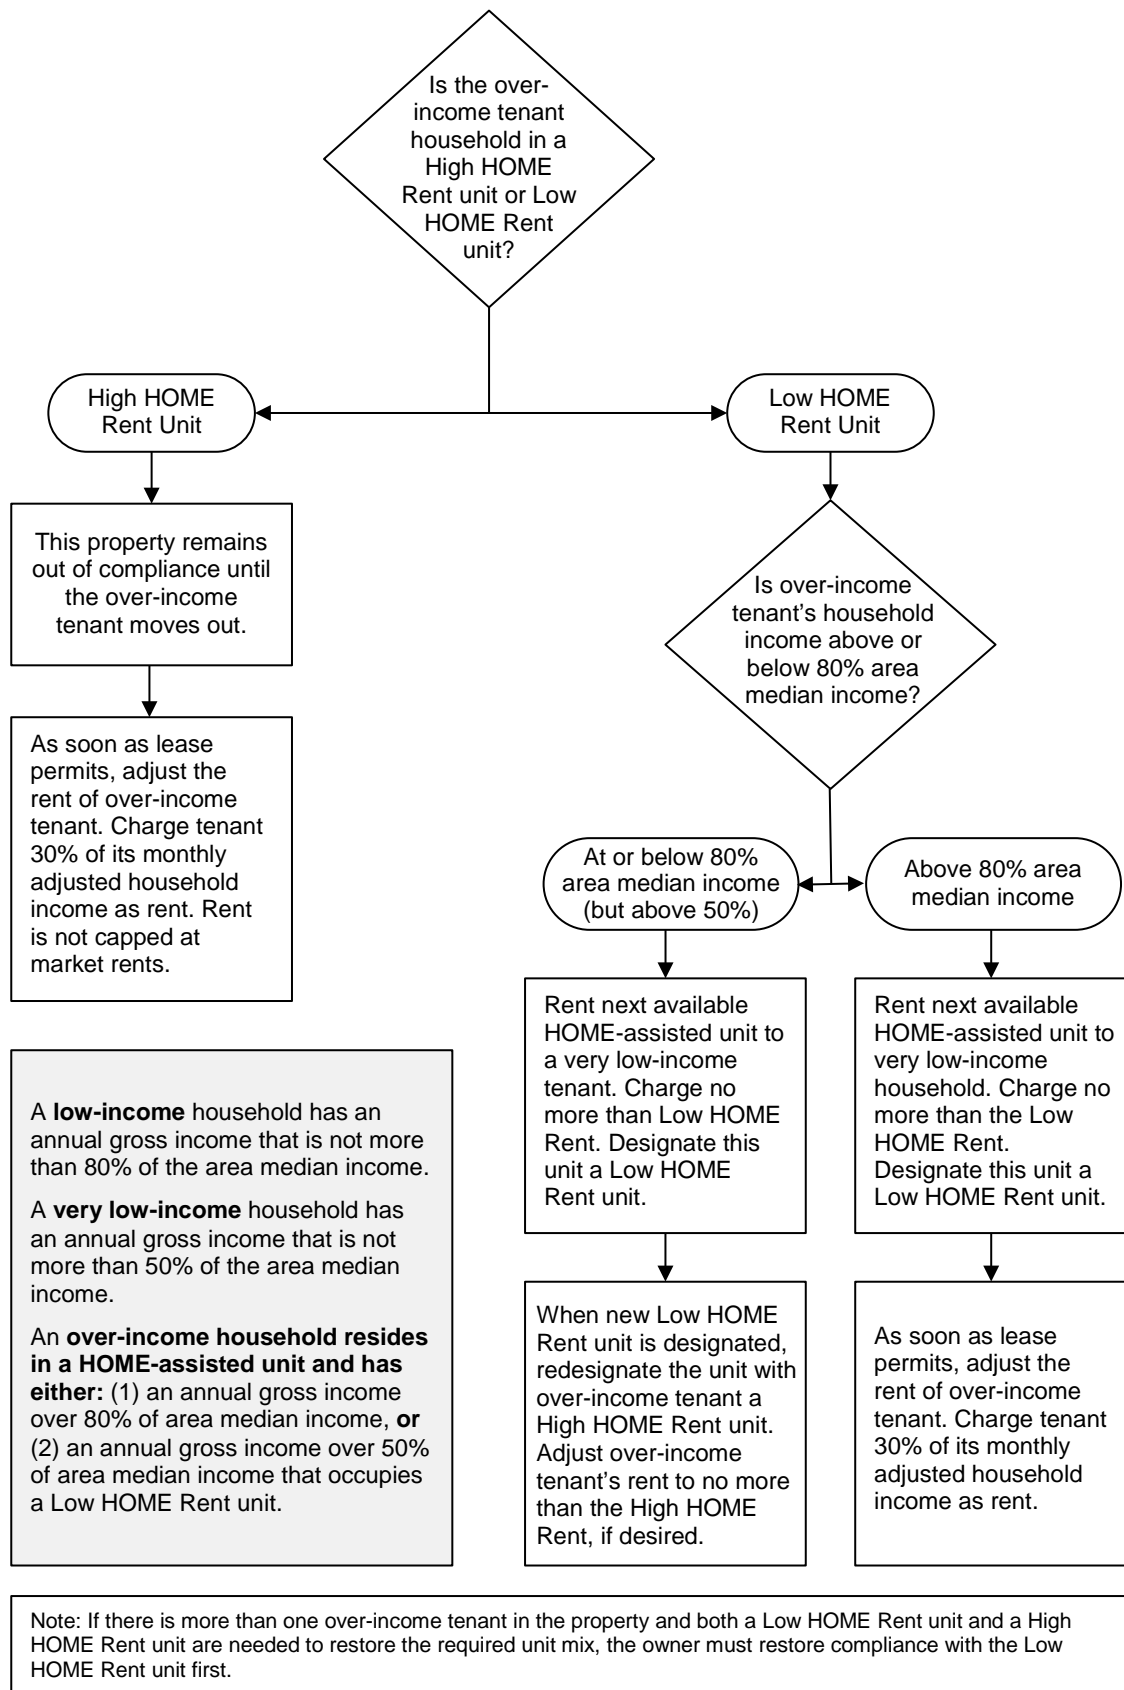 Is the over-
income tenant
household in a
High HOME
Rent unit or Low
HOME Rent
unit?
High HOME
Rent Unit
Low HOME
Rent Unit
This property remains
out of compliance until
the over-income
tenant moves out.
As soon as lease
permits, adjust the
rent of over-income
tenant. Charge tenant
30% of its monthly
adjusted household
income as rent. Rent
is not capped at
market rents.
Is over-income
tenant’s household
income above or
below 80% area
median income?
At or below 80%
area median income
(but above 50%)
Above 80% area
median income
Rent next available
HOME-assisted unit to
a very low-income
tenant. Charge no
more than Low HOME
Rent. Designate this
unit a Low HOME
Rent unit.
Rent next available
HOME-assisted unit to
very low-income
household. Charge no
more than the Low
HOME Rent.
Designate this unit a
Low HOME Rent unit.
When new Low HOME
Rent unit is designated,
redesignate the unit with
over-income tenant a
High HOME Rent unit.
Adjust over-income
tenant’s rent to no more
than the High HOME
Rent, if desired.
As soon as lease
permits, adjust the
rent of over-income
tenant. Charge tenant
30% of its monthly
adjusted household
income as rent.
A low-income household has an
annual gross income that is not more
than 80% of the area median income.
A very low-income household has
an annual gross income that is not
more than 50% of the area median
income.
An over-income household resides
in a HOME-assisted unit and has
either: (1) an annual gross income
over 80% of area median income, or
(2) an annual gross income over 50%
of area median income that occupies
a Low HOME Rent unit.
Note: If there is more than one over-income tenant in the property and both a Low HOME Rent unit and a High
HOME Rent unit are needed to restore the required unit mix, the owner must restore compliance with the Low
HOME Rent unit first.